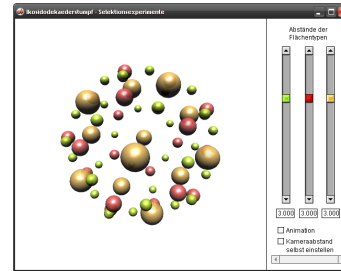 Ikosidodekaederstumpf - Selektionsexperimente
Abstände der
Flächentypen
3.000 3.000 3.000
Animation
Kameraabstand
selbst einstellen